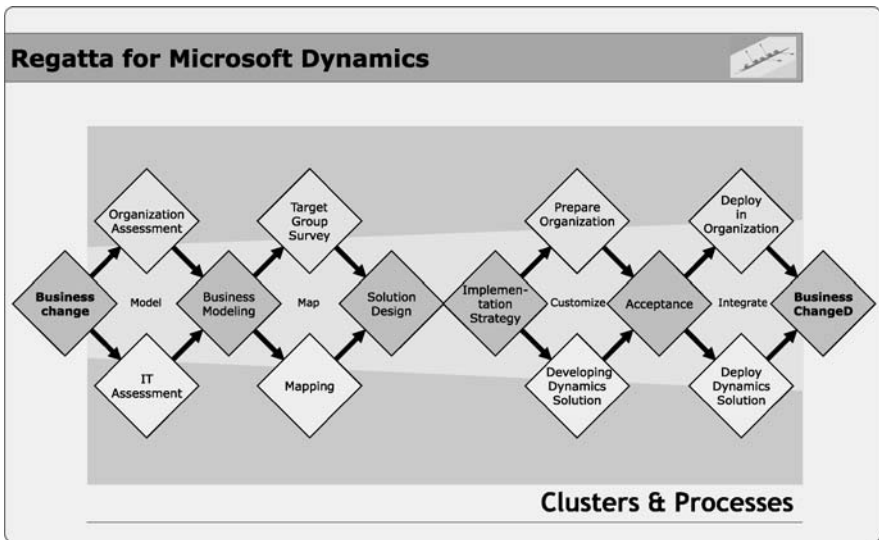 Regatta for Microsoft Dynamics
Organization
Assessment
Target
Group
Survey
Prepare
Organization
Deploy
in
Organization
Business
change
Model
Business
Modeling
Map
Solution
Design
Implemen-
tation
Strategy
Customize
Acceptance
Integrate
Business
ChangeD
IT
Assessment
Mapping
Developing
Dynamics
Solution
Deploy
Dynamics
Solution
Clusters & Processes